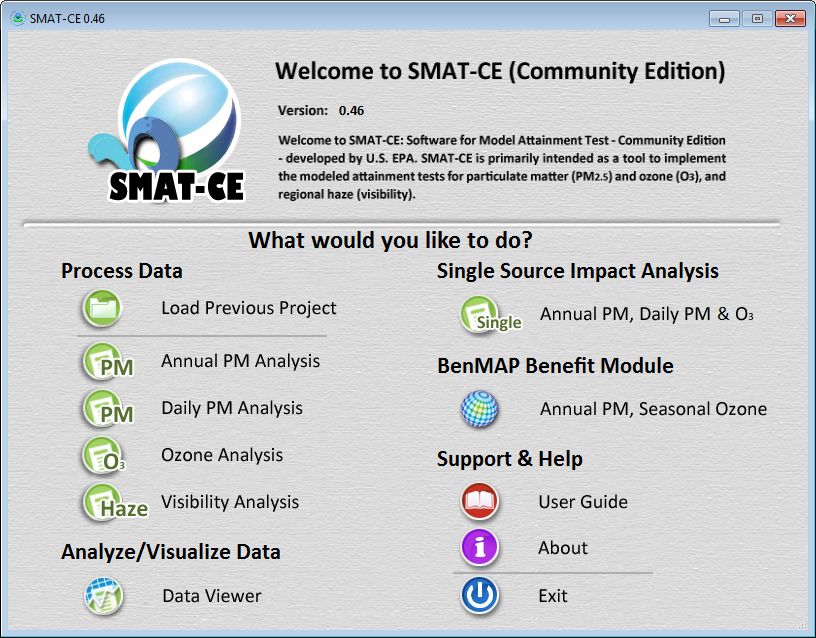 SMAT-CE 0.46
SMAT-CE
Welcome to SMAT-CE (Community Edition)
Version: 0.46
Welcome to SMAT-CE: Software for Model Attainment Test - Community Edition
- developed by U.S. EPA. SMAT-CE is primarily intended as a tool to implement
the modeled attainment tests for particulate matter (PM2.5) and ozone (O3), and
regional haze (visibility).
What would you like to do?
Process Data
Load Previous Project
PM Annual PM Analysis
PM Daily PM Analysis
O3 Ozone Analysis
Haze Visibility Analysis
Analyze/Visualize Data
Data Viewer
Single Source Impact Analysis
Single Annual PM, Daily PM & O3
BenMAP Benefit Module
Annual PM, Seasonal Ozone
Support & Help
User Guide
i About
Exit